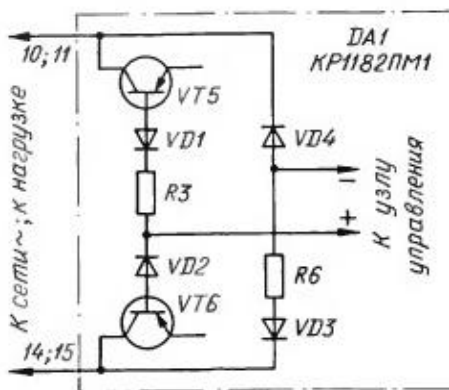 10; 11
DA1
КР1182ПМ1
VT5
VD1
VD4
R3
−
+
VD2
R6
VT6
VD3
14; 15
К сети~; к нагрузке
К узлу
управления